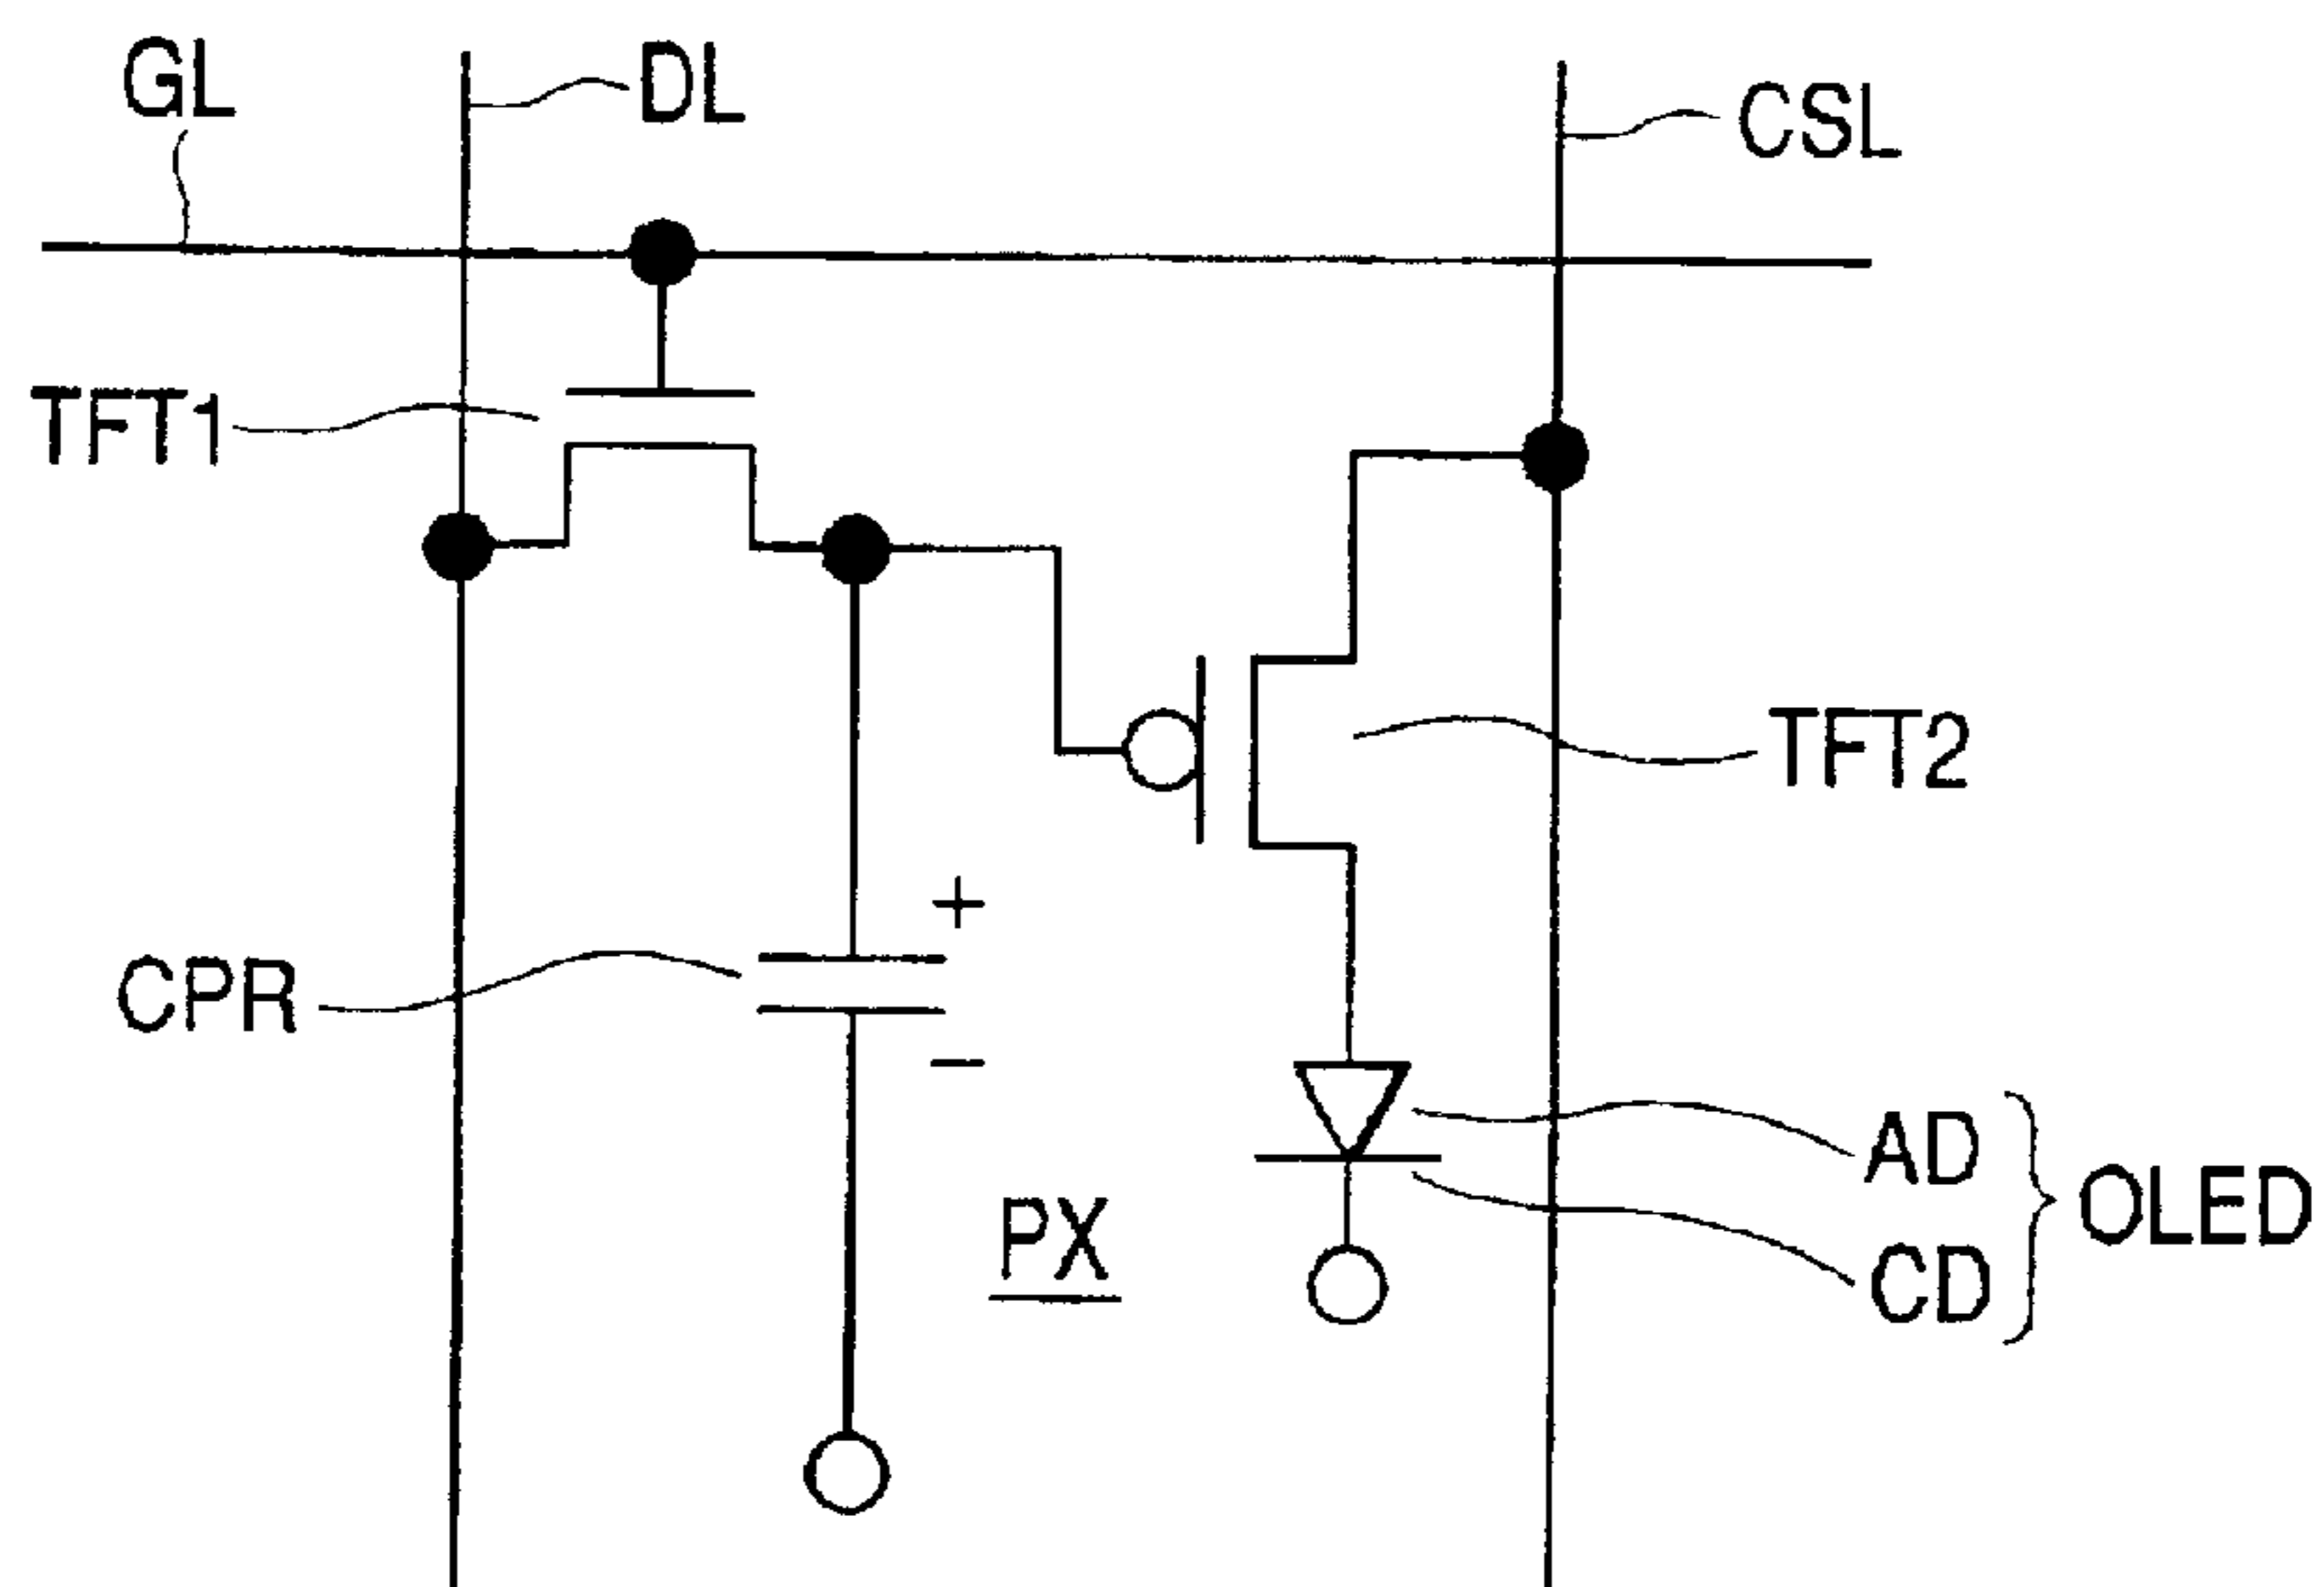 GL
DL
CSL
TFT1
TFT2
+
CPR
−
AD
OLED
PX
CD